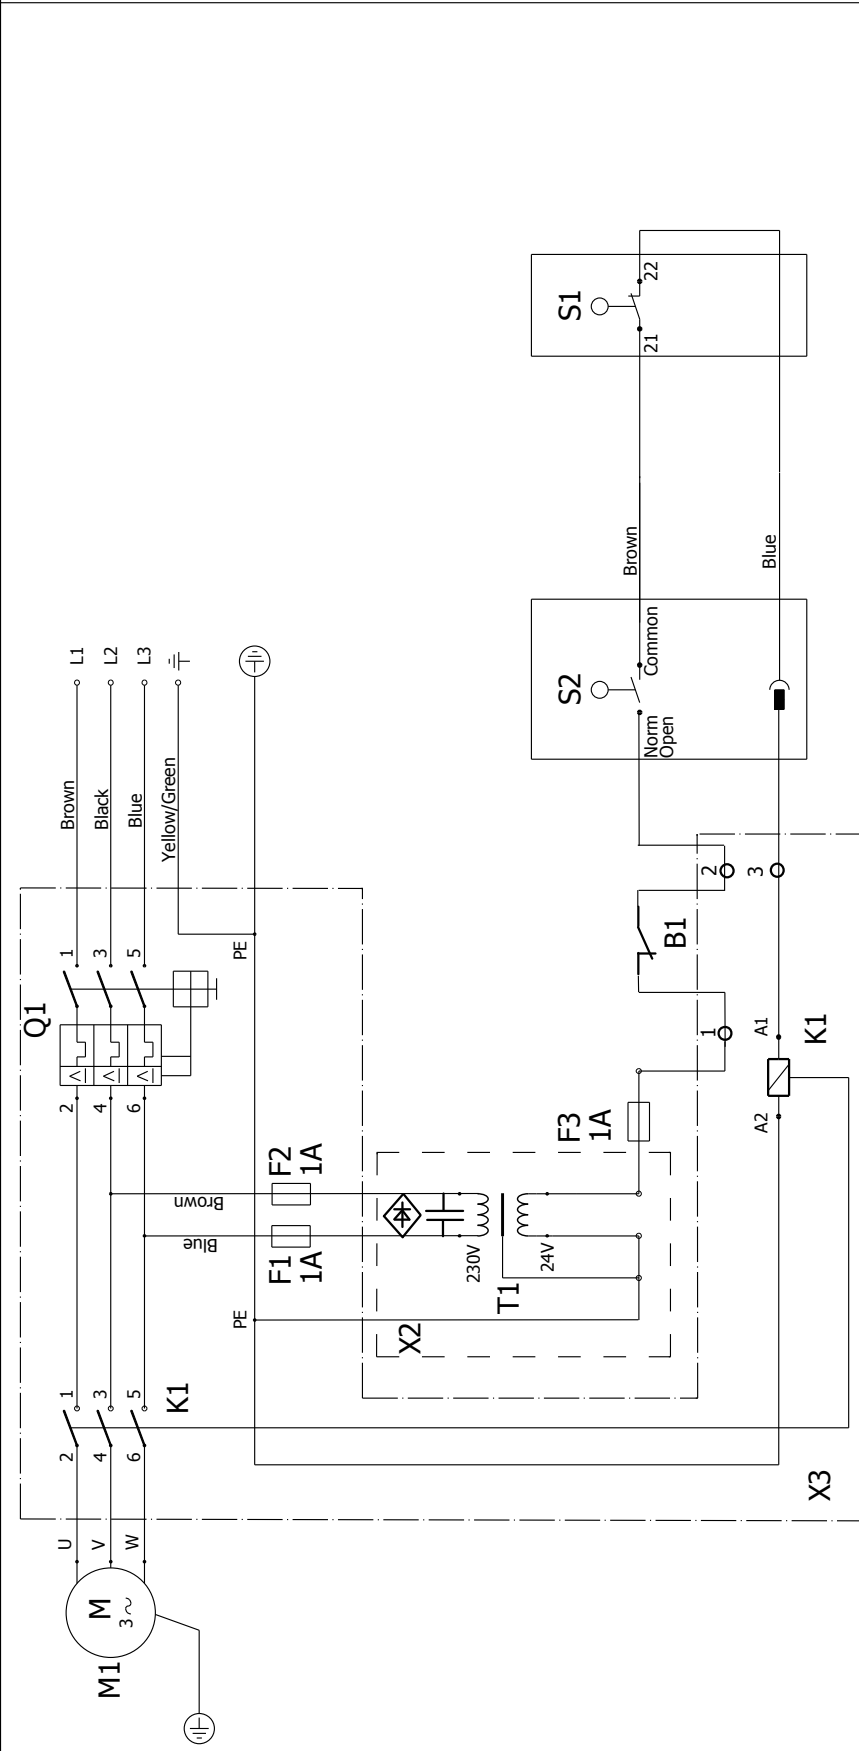 L1
L2
L3
Brown
Black
Blue
Yellow/Green
Q1
1
3
5
2
4
6
PE
PE
Brown
Blue
F2
1A
F1
1A
X2
230V
24V
T1
F3
1A
K1
1
3
5
2
4
6
U
V
W
M
3~
M1
S1
21
22
Brown
Blue
S2
Common
Norm
Open
B1
1
2
3
A1
A2
K1
X3